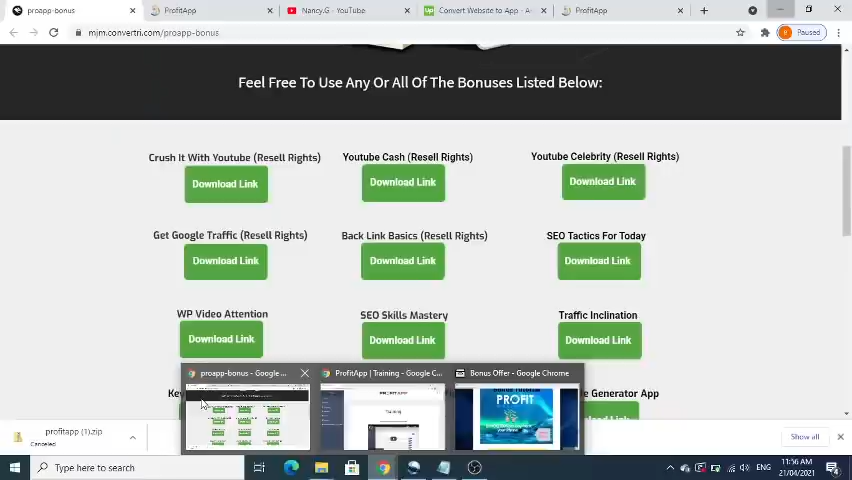 proapp-bonus
ProfitApp
Nancy.G - YouTube
Convert Website to App - A
ProfitApp
mjm.convertri.com/proapp-bonus
Paused
Feel Free To Use Any Or All Of The Bonuses Listed Below:
Crush It With Youtube (Resell Rights)
Youtube Cash (Resell Rights)
Youtube Celebrity (Resell Rights)
Download Link
Download Link
Download Link
Get Google Traffic (Resell Rights)
Back Link Basics (Resell Rights)
SEO Tactics For Today
Download Link
Download Link
Download Link
WP Video Attention
SEO Skills Mastery
Traffic Inclination
Download Link
Download Link
Download Link
proapp-bonus - Google ...
ProfitApp | Training - Google C...
Bonus Offer - Google Chrome
Generator App
PROFIT
Training
profitapp (1).zip
Canceled
Show all
Type here to search
ENG
11:56 AM
21/04/2021